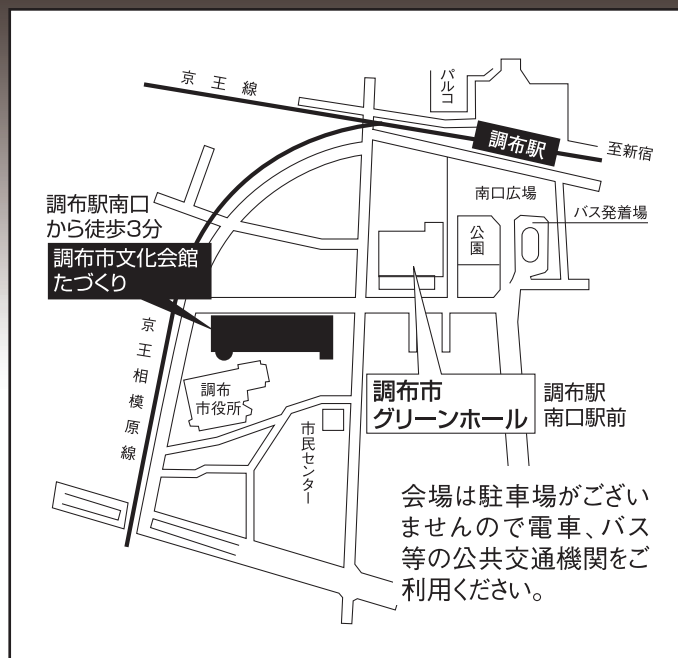 京王線
パルコ
調布駅
至新宿
南口広場
バス発着場
公園
調布駅南口
から徒歩3分
調布市文化会館
たづくり
京王相模原線
調布
市役所
市民センター
調布市
グリーンホール
調布駅
南口駅前
会場は駐車場がござい
ませんので電車、バス
等の公共交通機関をご
利用ください。